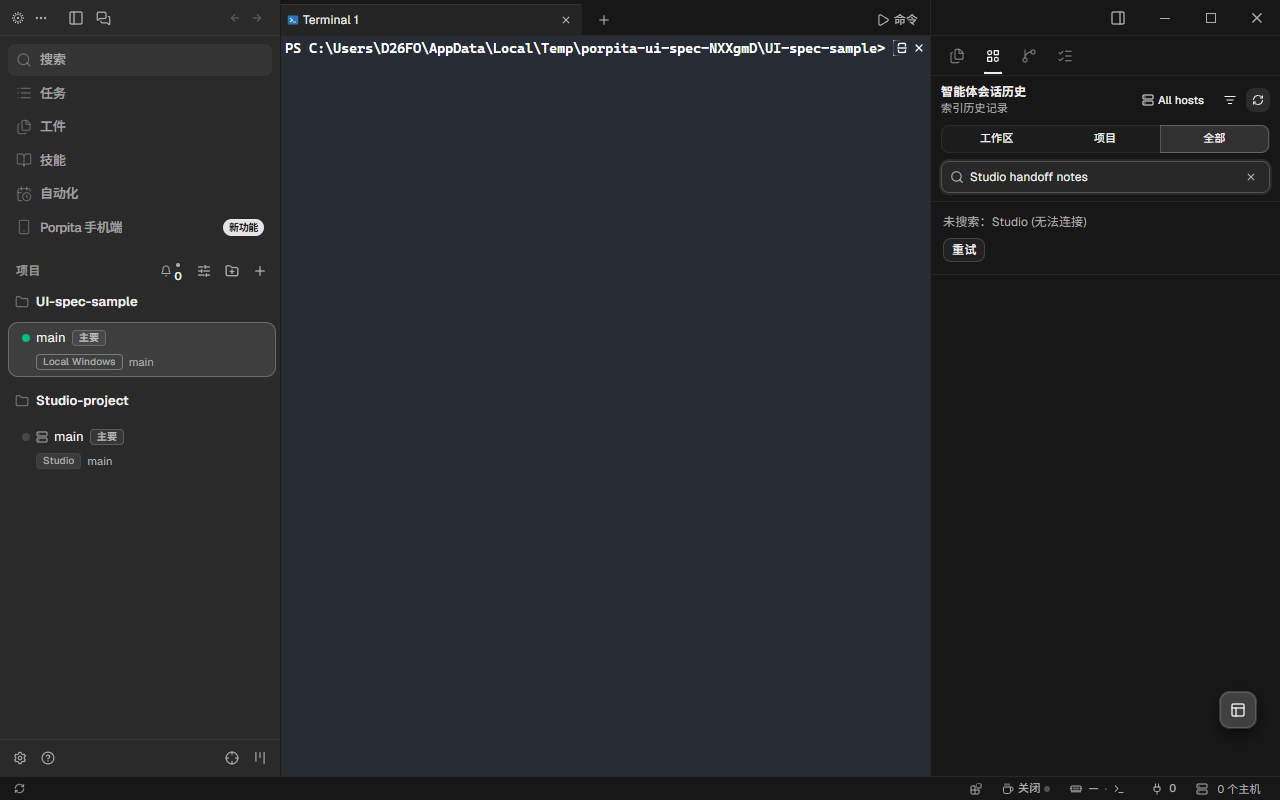 搜索
任务
工件
技能
自动化
Porpita 手机端 新功能
项目 0
UI-spec-sample
main 主要
Local Windows main
Studio-project
main 主要
Studio main
Terminal 1
命令
PS C:\Users\D26FO\AppData\Local\Temp\porpita-ui-spec-NXXgmD\UI-spec-sample>
智能体会话历史
索引历史记录
All hosts
工作区 项目 全部
Studio handoff notes
未搜索：Studio (无法连接)
重试
关闭 0 0 个主机